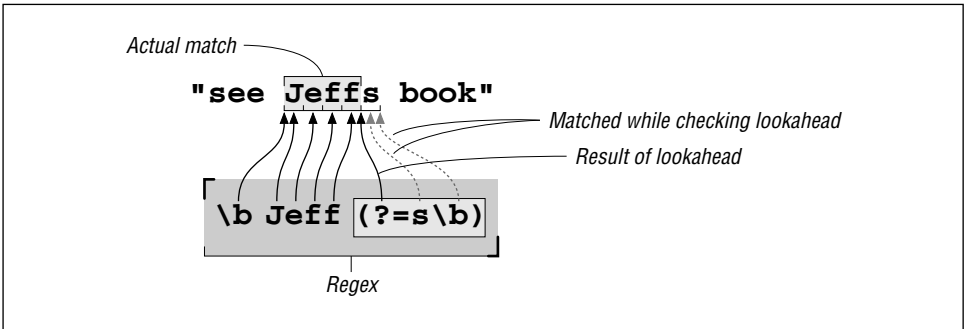 Actual match
"see Jeffs book"
Matched while checking lookahead
Result of lookahead
\b Jeff (?=s\b)
Regex